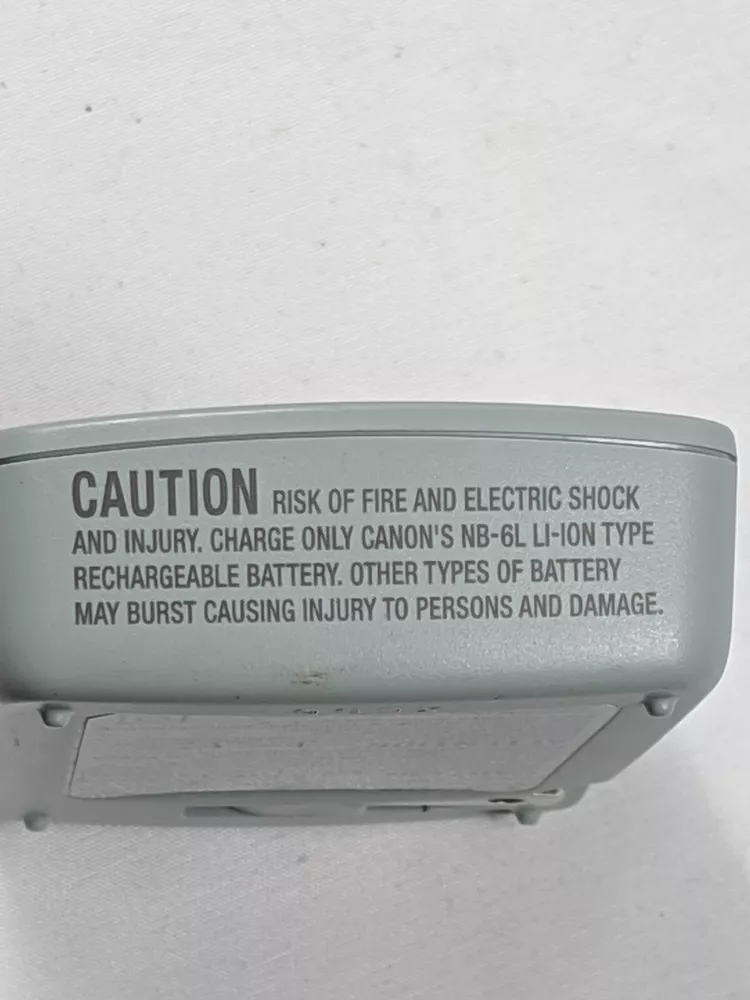 CAUTION RISK OF FIRE AND ELECTRIC SHOCK
AND INJURY. CHARGE ONLY CANON'S NB-6L LI-ION TYPE
RECHARGEABLE BATTERY. OTHER TYPES OF BATTERY
MAY BURST CAUSING INJURY TO PERSONS AND DAMAGE.